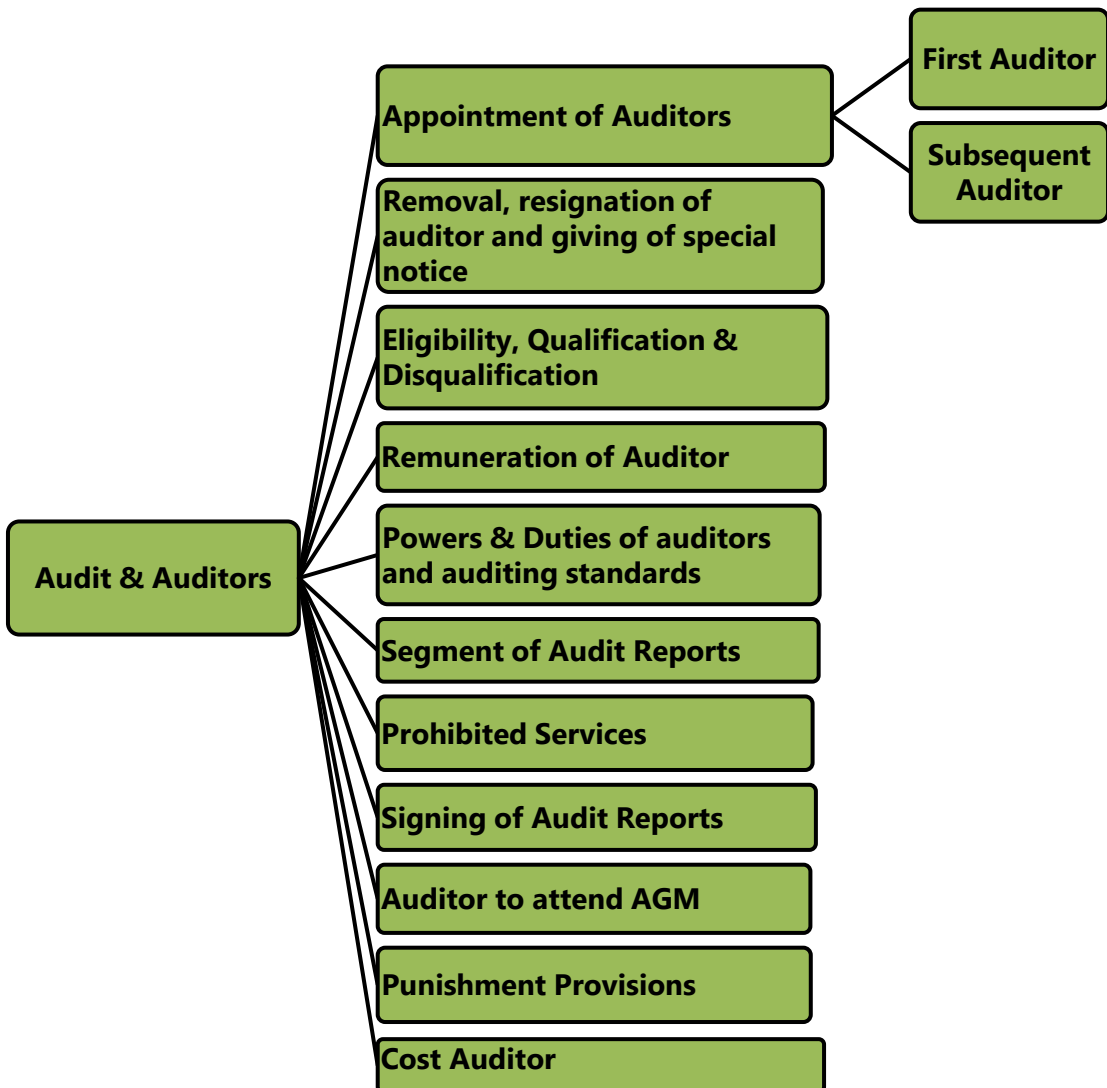 Audit & Auditors
Appointment of Auditors
First Auditor
Subsequent
Auditor
Removal, resignation of
auditor and giving of special
notice
Eligibility, Qualification &
Disqualification
Remuneration of Auditor
Powers & Duties of auditors
and auditing standards
Segment of Audit Reports
Prohibited Services
Signing of Audit Reports
Auditor to attend AGM
Punishment Provisions
Cost Auditor